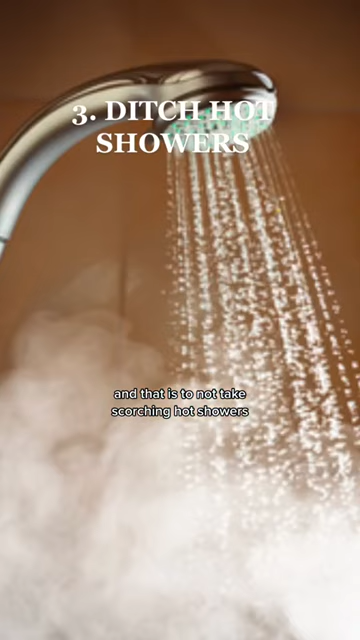 3. DITCH HOT
SHOWERS
and that is to not take
scorching hot showers